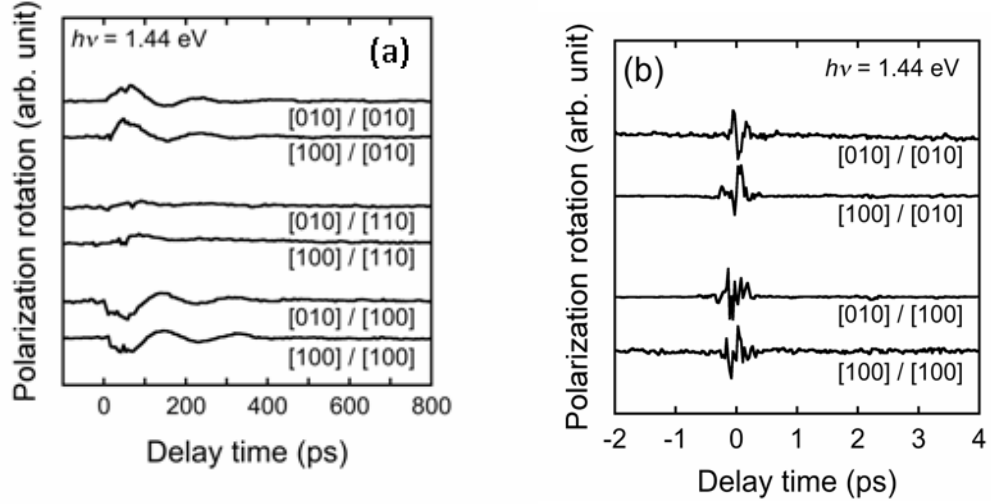 hν = 1.44 eV
(a)
[010] / [010]
[100] / [010]
[010] / [110]
[100] / [110]
[010] / [100]
[100] / [100]
Polarization rotation (arb. unit)
0 200 400 600 800
Delay time (ps)
(b)
hν = 1.44 eV
[010] / [010]
[100] / [010]
[010] / [100]
[100] / [100]
Polarization rotation (arb. unit)
-2 -1 0 1 2 3 4
Delay time (ps)